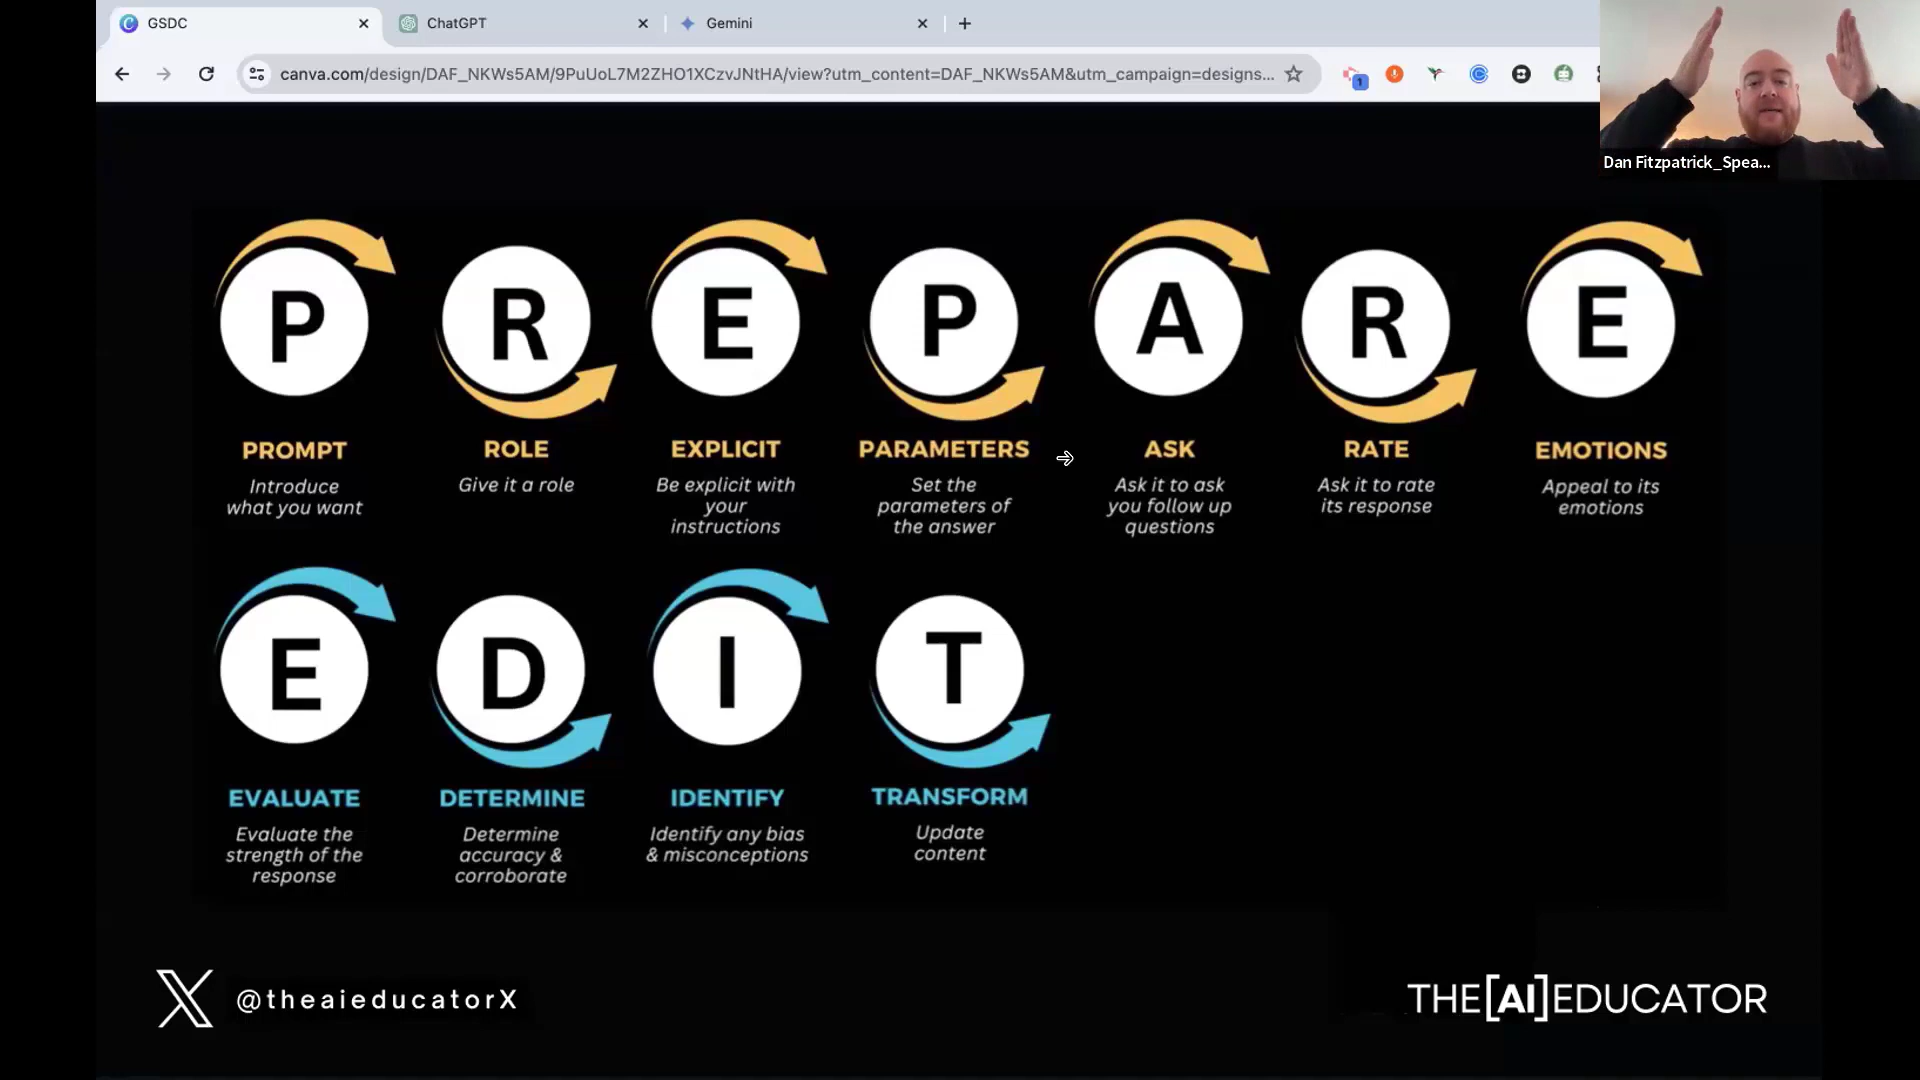 GSDC
ChatGPT
Gemini
canva.com/design/DAF_NKWs5AM/9PuUoL7M2ZHO1XCzvJNtHA/view?utm_content=DAF_NKWs5AM&utm_campaign=designs...
1
Dan Fitzpatrick_Spea...
P R E P A R E
PROMPT
Introduce
what you want
ROLE
Give it a role
EXPLICIT
Be explicit with
your
instructions
PARAMETERS
Set the
parameters of
the answer
ASK
Ask it to ask
you follow up
questions
RATE
Ask it to rate
its response
EMOTIONS
Appeal to its
emotions
E D I T
EVALUATE
Evaluate the
strength of the
response
DETERMINE
Determine
accuracy &
corroborate
IDENTIFY
Identify any bias
& misconceptions
TRANSFORM
Update
content
@theaieducatorX
THE[AI]EDUCATOR